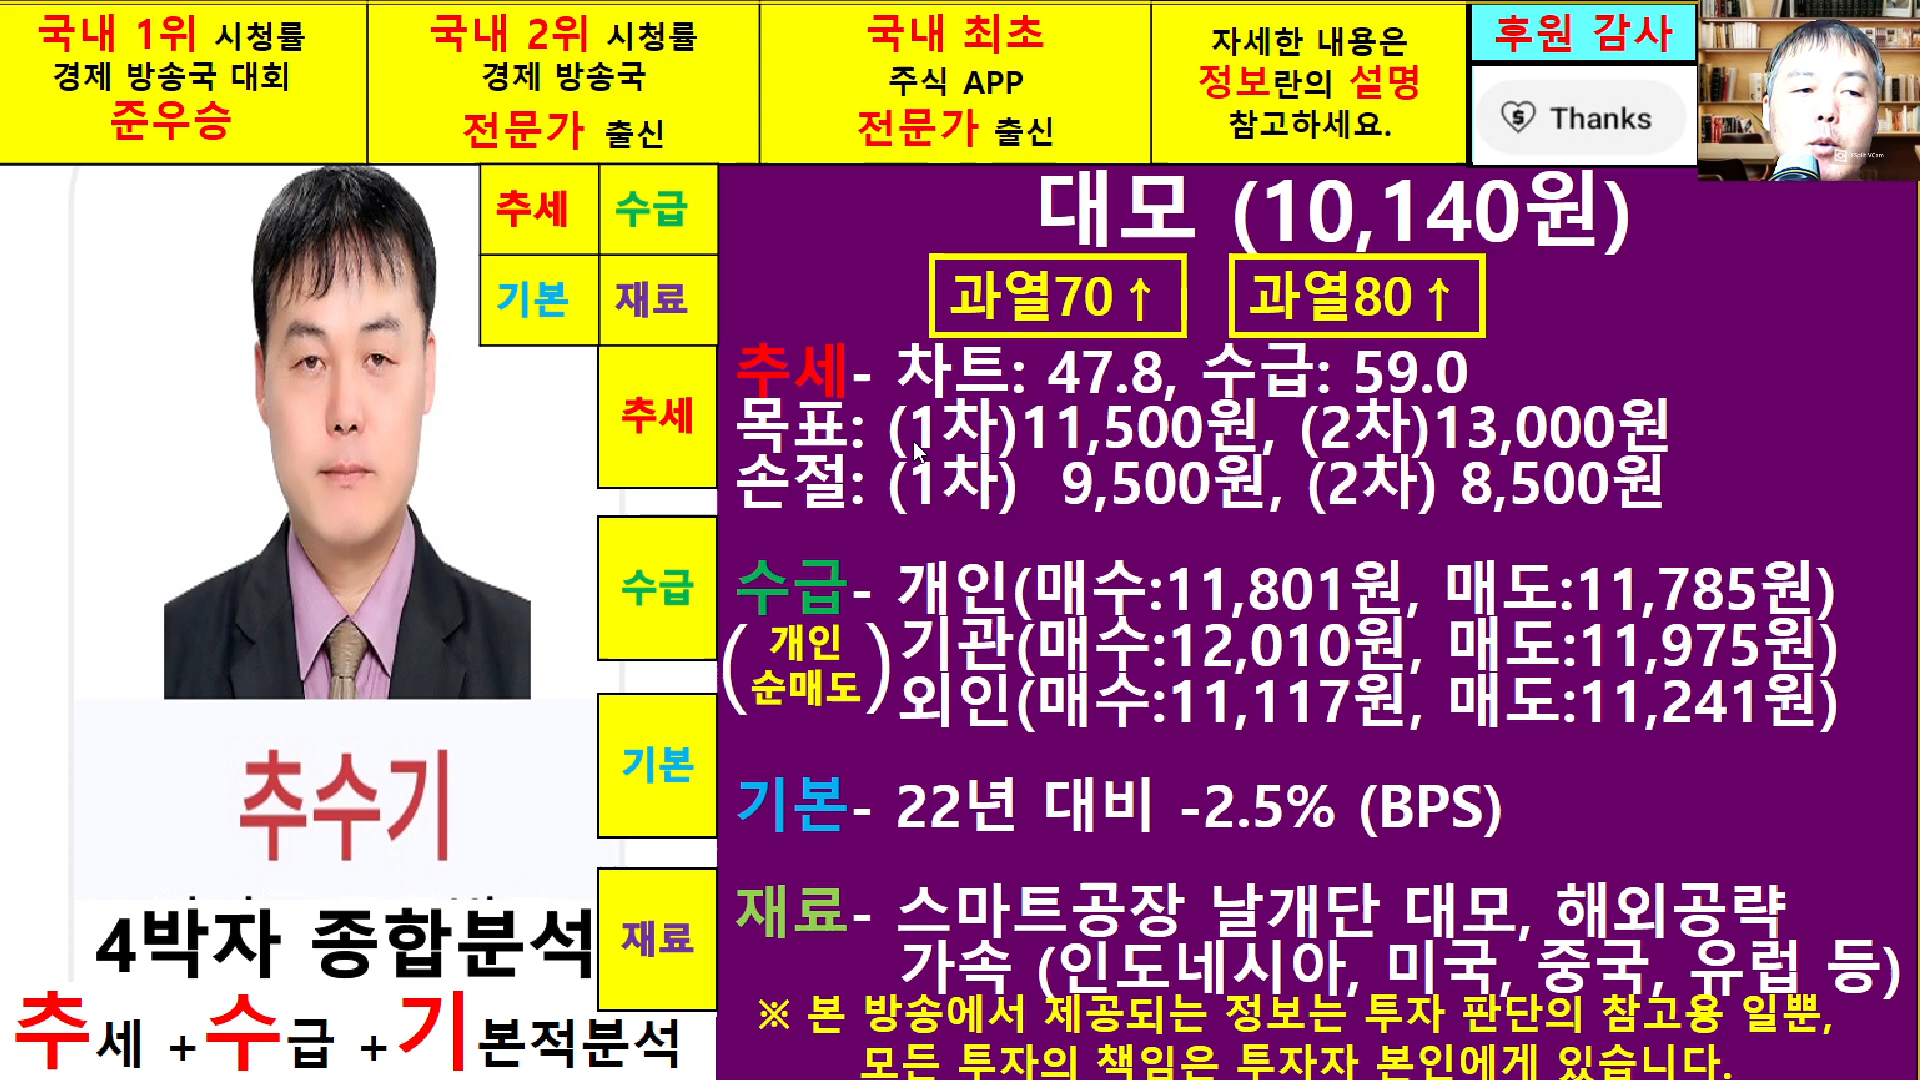 국내 1위 시청률
경제 방송국 대회
준우승
국내 2위 시청률
경제 방송국
전문가 출신
국내 최초
주식 APP
전문가 출신
자세한 내용은
정보란의 설명
참고하세요.
후원 감사
Thanks
XSplit VCam
추세 수급
기본 재료
대모 (10,140원)
과열70↑ 과열80↑
추세
추세- 차트: 47.8, 수급: 59.0
목표: (1차)11,500원, (2차)13,000원
손절: (1차) 9,500원, (2차) 8,500원
수급
수급- 개인(매수:11,801원, 매도:11,785원)
(개인 순매도) 기관(매수:12,010원, 매도:11,975원)
외인(매수:11,117원, 매도:11,241원)
기본
기본- 22년 대비 -2.5% (BPS)
재료
재료- 스마트공장 날개단 대모, 해외공략
가속 (인도네시아, 미국, 중국, 유럽 등)
※ 본 방송에서 제공되는 정보는 투자 판단의 참고용 일뿐,
모든 투자의 책임은 투자자 본인에게 있습니다.
추수기
4박자 종합분석
추세 +수급 +기본적분석